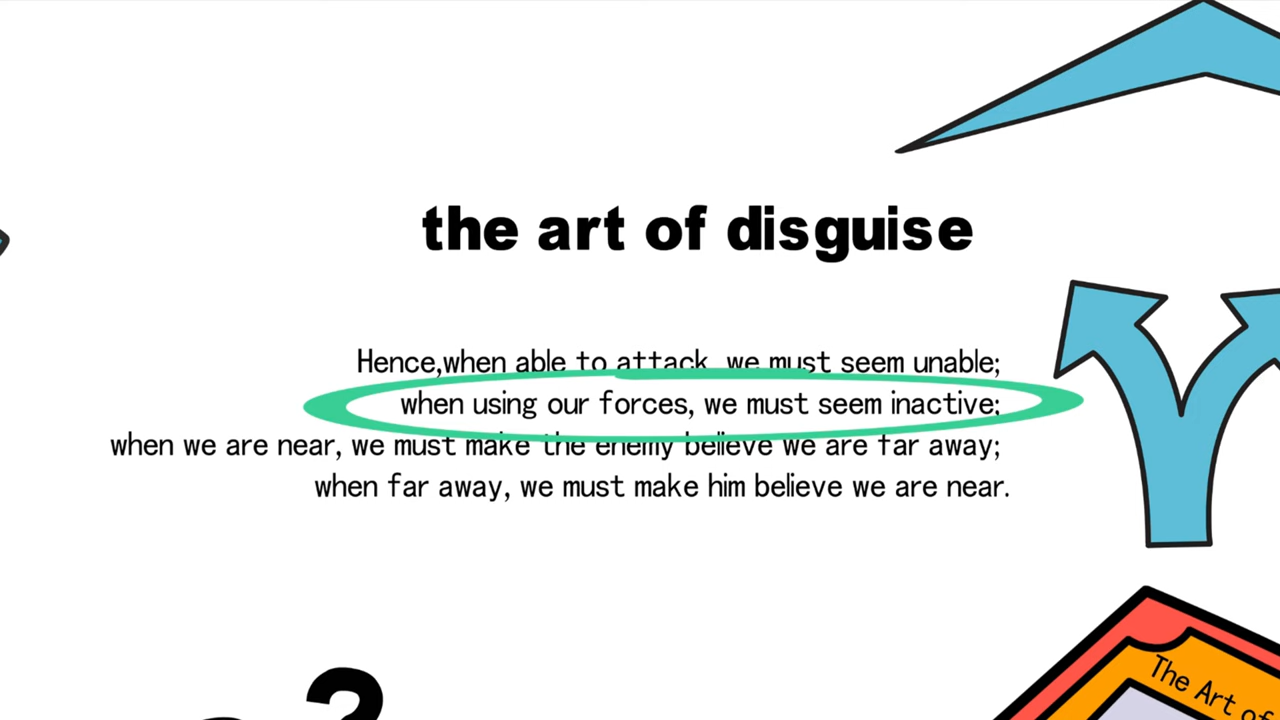 the art of disguise
Hence,when able to attack, we must seem unable;
when using our forces, we must seem inactive;
when we are near, we must make the enemy believe we are far away;
when far away, we must make him believe we are near.
?
The Art of